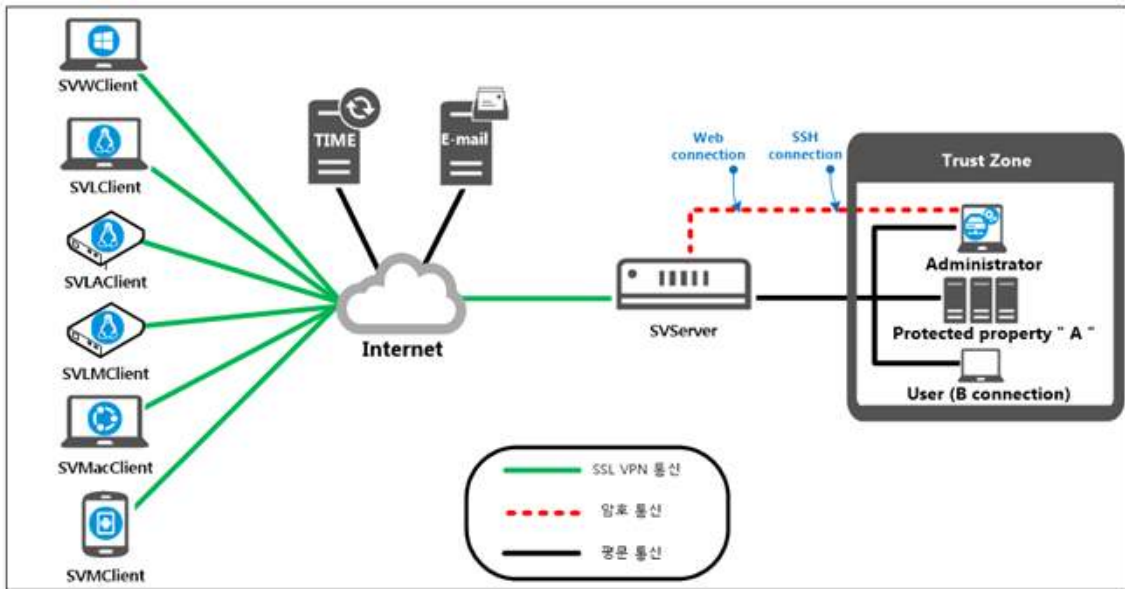 SVWClient
SVLClient
SVLAClient
SVLMClient
SVMacClient
SVMClient
TIME
E-mail
Internet
SVServer
Web
connection
SSH
connection
Trust Zone
Administrator
Protected property " A "
User (B connection)
SSL VPN 통신
암호 통신
평문 통신